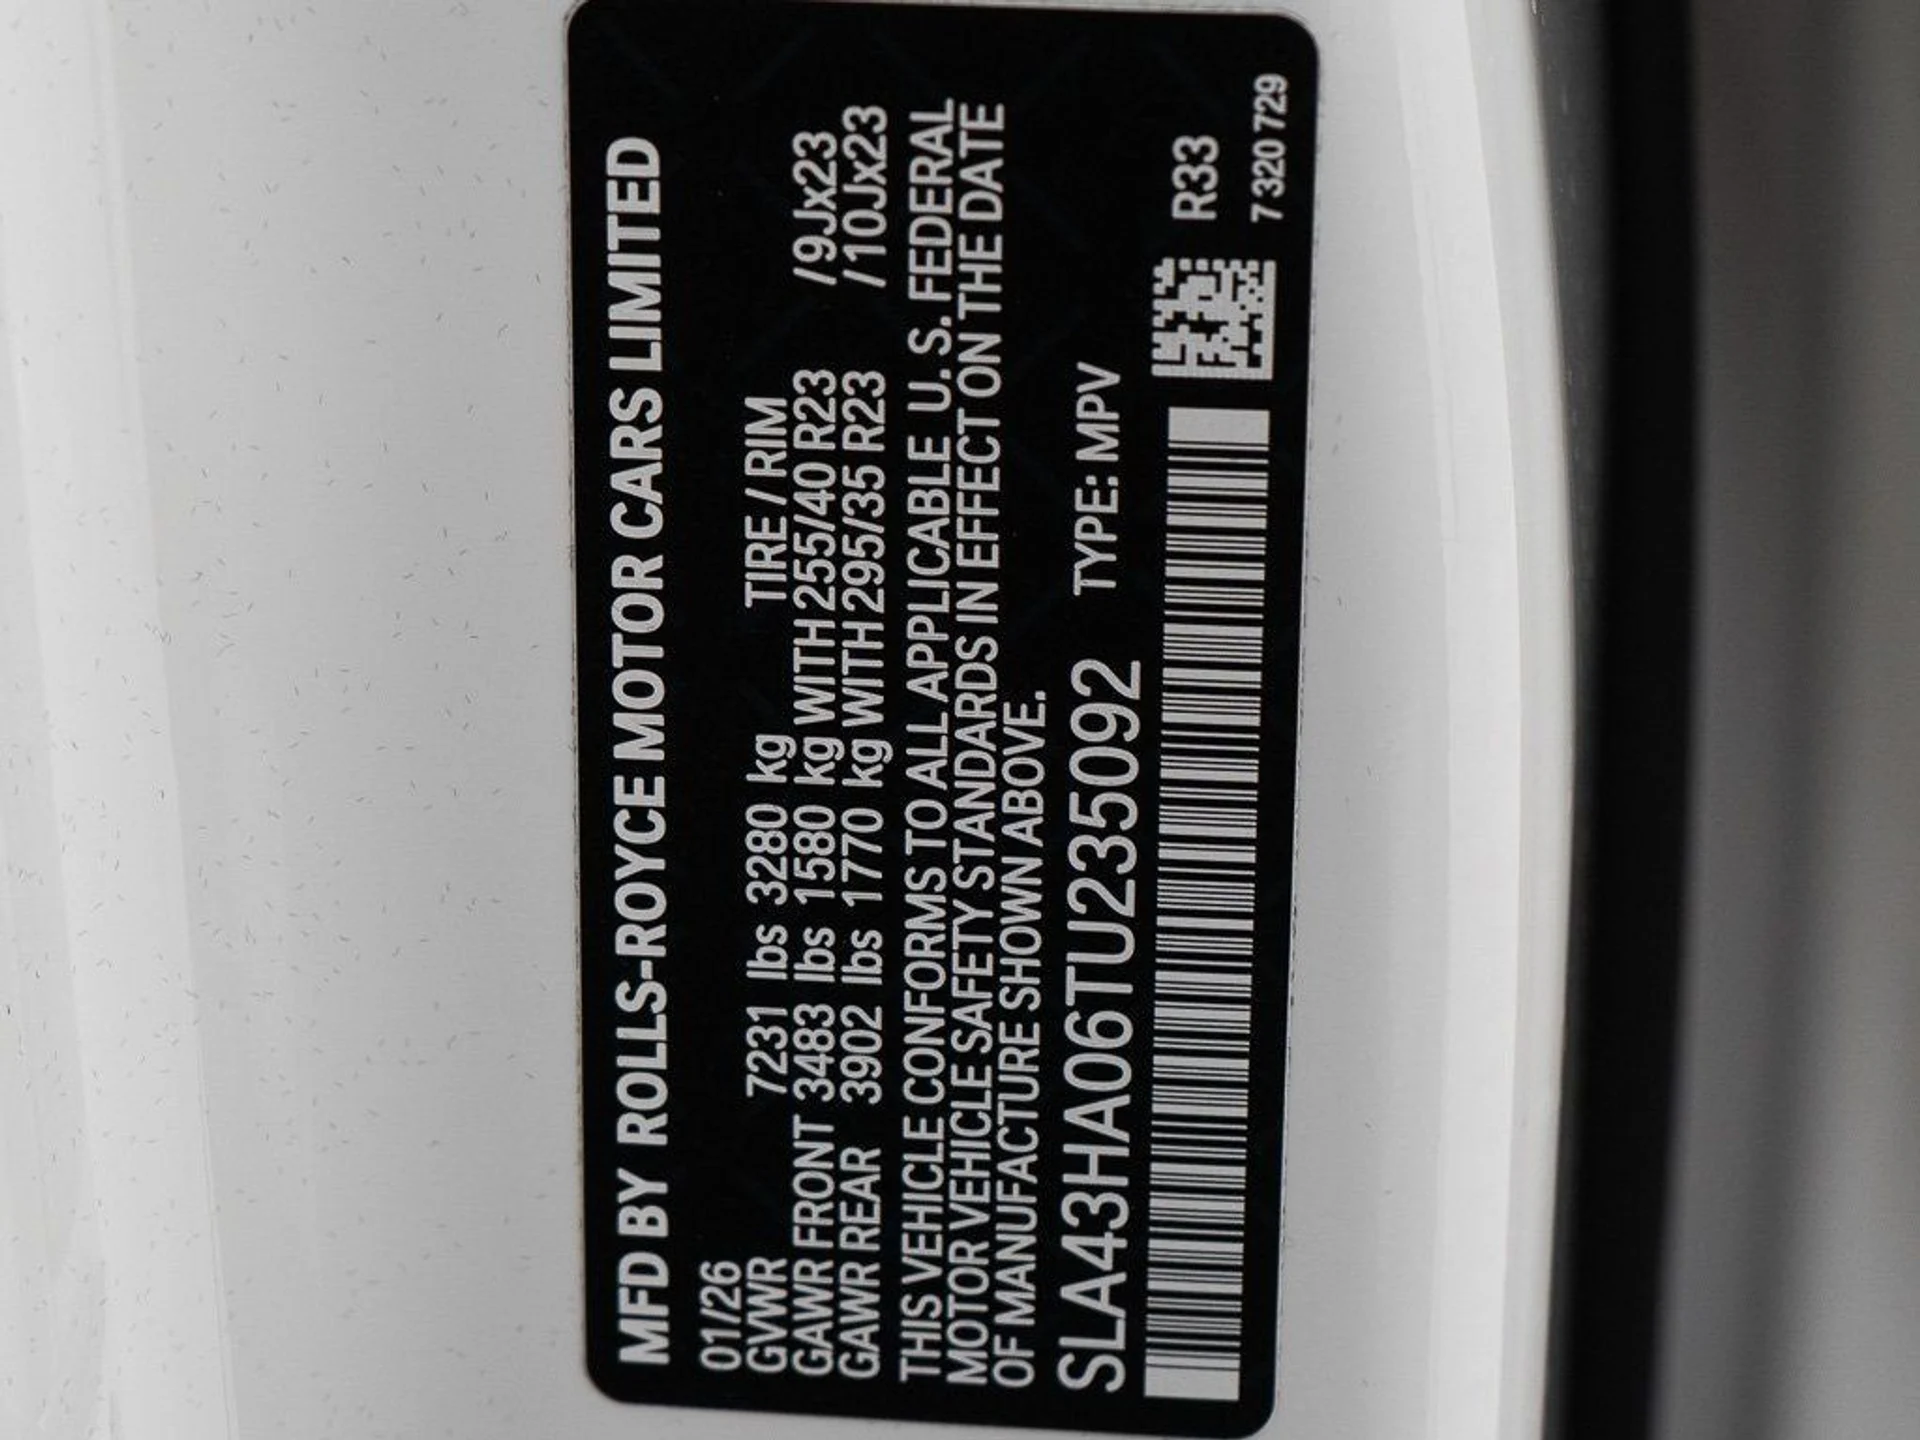 MFD BY ROLLS-ROYCE MOTOR CARS LIMITED
01/26
GVWR 7231 lbs 3280 kg TIRE / RIM
GAWR FRONT 3483 lbs 1580 kg WITH 255/40 R23 /9Jx23
GAWR REAR 3902 lbs 1770 kg WITH 295/35 R23 /10Jx23
THIS VEHICLE CONFORMS TO ALL APPLICABLE U.S. FEDERAL
MOTOR VEHICLE SAFETY STANDARDS IN EFFECT ON THE DATE
OF MANUFACTURE SHOWN ABOVE.
SLA43HA06TU235092 TYPE: MPV
R33
7 320 729